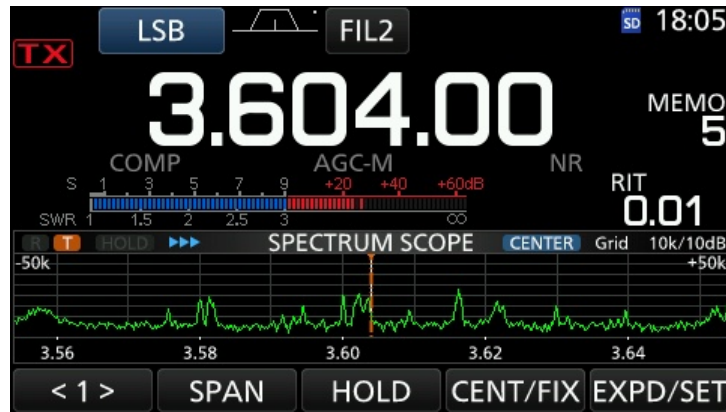 LSB FIL2 SD 18:05
TX
3.604.00
MEMO
5
COMP AGC-M NR
S 1 3 5 7 9 +20 +40 +60dB
RIT
0.01
SWR 1 1.5 2 2.5 3 ∞
R T HOLD SPECTRUM SCOPE CENTER Grid 10k/10dB
-50k +50k
3.56 3.58 3.60 3.62 3.64
< 1 > SPAN HOLD CENT/FIX EXPD/SET